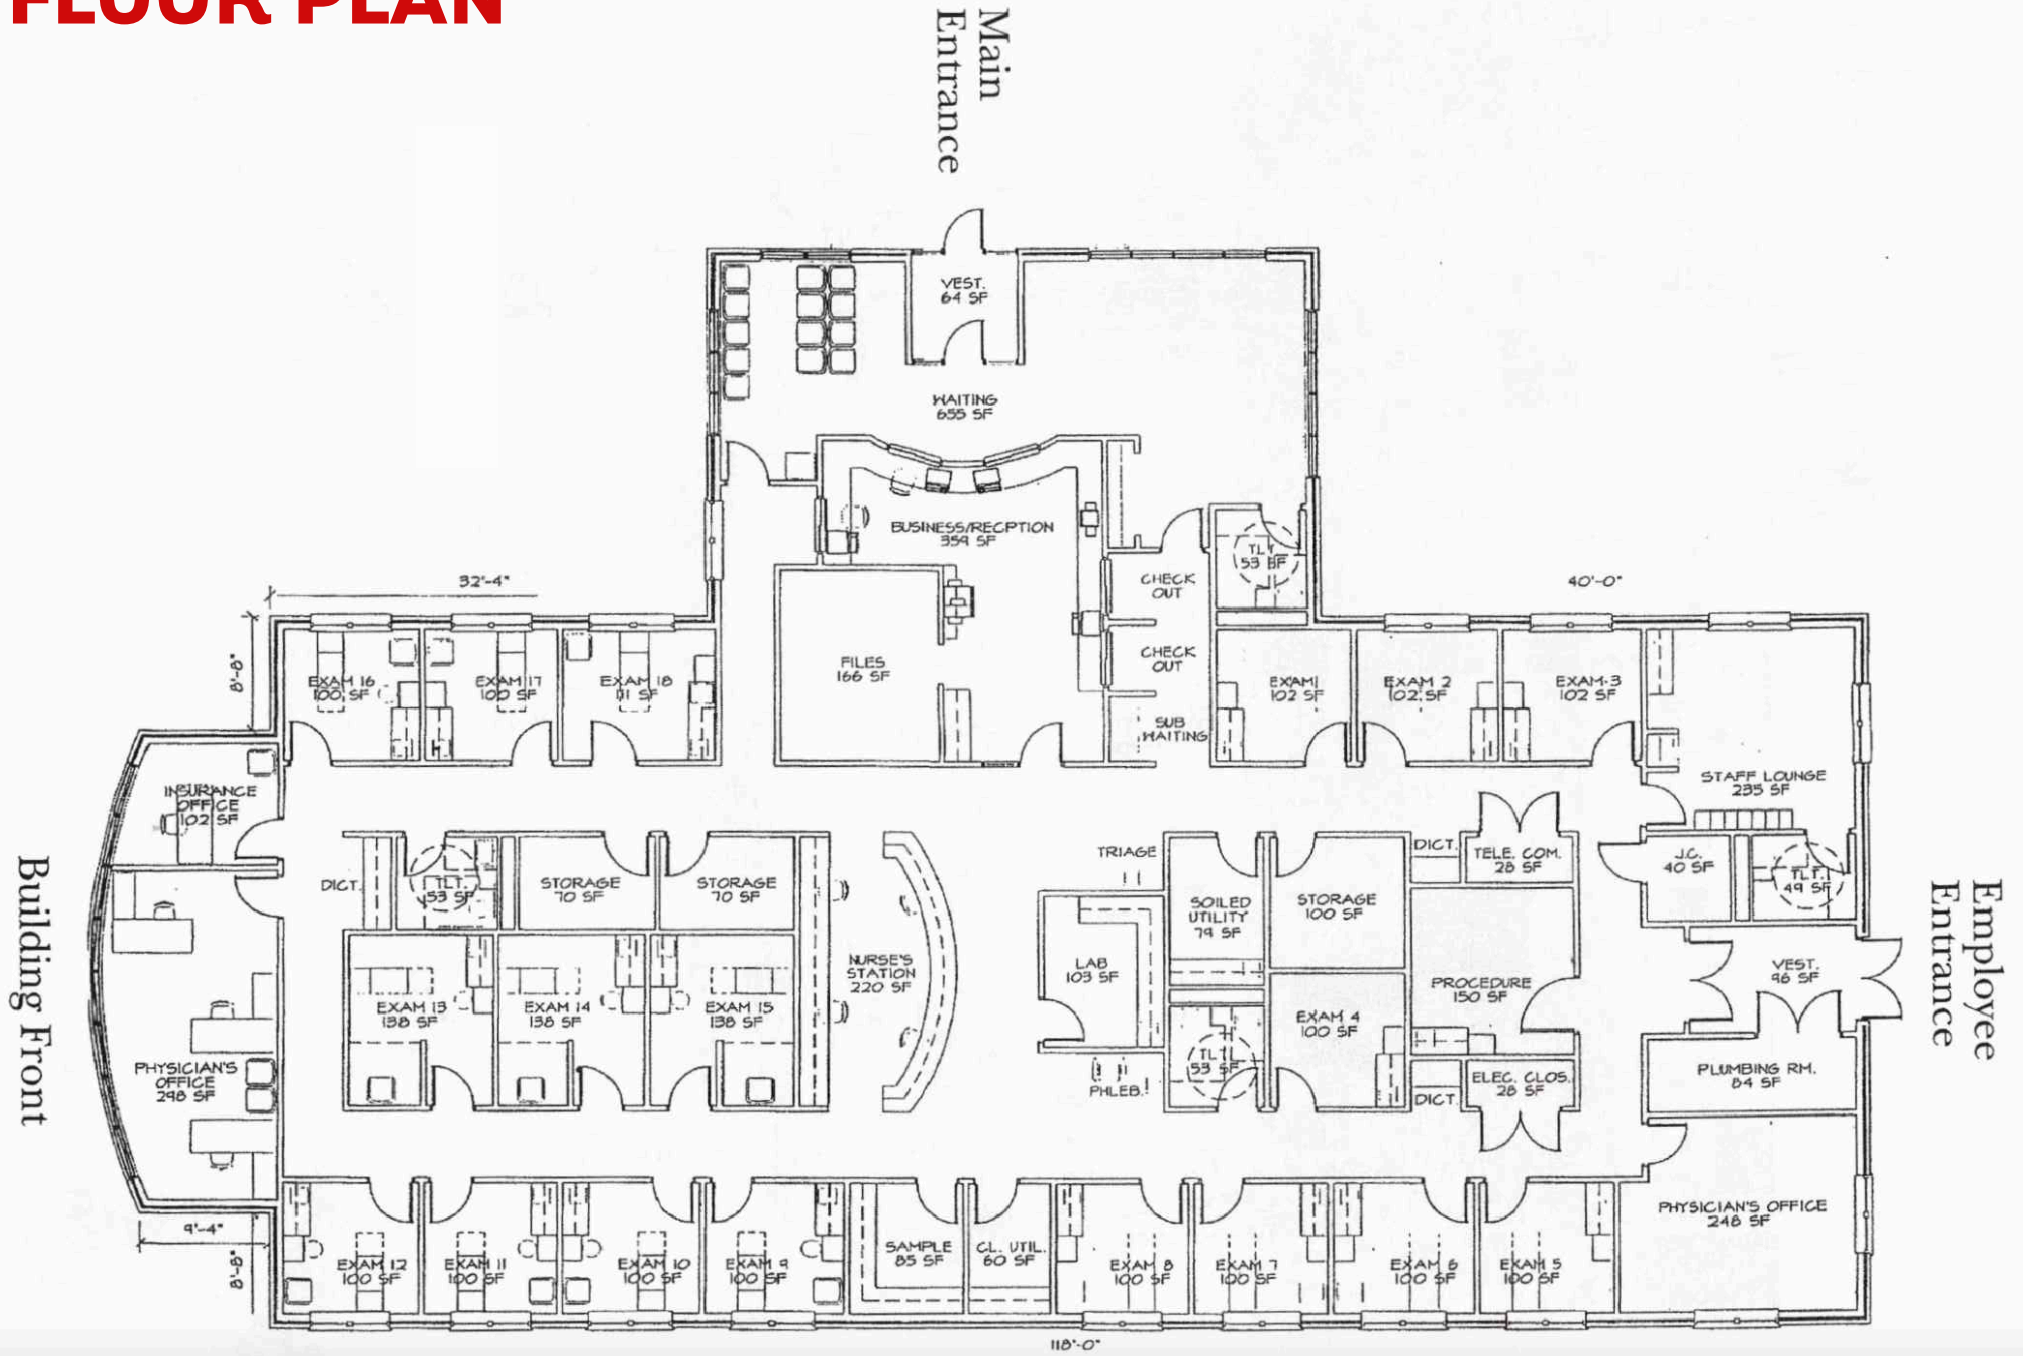 FLOOR PLAN
Main
Entrance
VEST.
64 SF
WAITING
655 SF
BUSINESS/RECPTION
359 SF
TLT.
53 SF
CHECK
OUT
CHECK
OUT
SUB
WAITING
FILES
166 SF
32'-4"
40'-0"
8'-8"
EXAM 16
100 SF
EXAM 17
100 SF
EXAM 18
EXAM 1
102 SF
EXAM 2
102 SF
EXAM 3
102 SF
STAFF LOUNGE
235 SF
INSURANCE
OFFICE
102 SF
DICT.
TLT.
53 SF
STORAGE
70 SF
STORAGE
70 SF
TRIAGE
SOILED
UTILITY
79 SF
STORAGE
100 SF
DICT.
TELE. COM.
28 SF
J.C.
40 SF
TLT.
49 SF
Building Front
Employee
Entrance
NURSE'S
STATION
220 SF
LAB
103 SF
PROCEDURE
150 SF
VEST.
96 SF
EXAM 13
138 SF
EXAM 14
138 SF
EXAM 15
138 SF
EXAM 4
100 SF
PHYSICIAN'S
OFFICE
298 SF
PHLEB.
TLT.
53 SF
DICT.
ELEC. CLOS.
28 SF
PLUMBING RM.
84 SF
PHYSICIAN'S OFFICE
248 SF
9'-4"
8'-8"
EXAM 12
100 SF
EXAM 11
100 SF
EXAM 10
100 SF
EXAM 9
100 SF
SAMPLE
85 SF
CL. UTIL.
60 SF
EXAM 8
100 SF
EXAM 7
100 SF
EXAM 6
100 SF
EXAM 5
100 SF
118'-0"